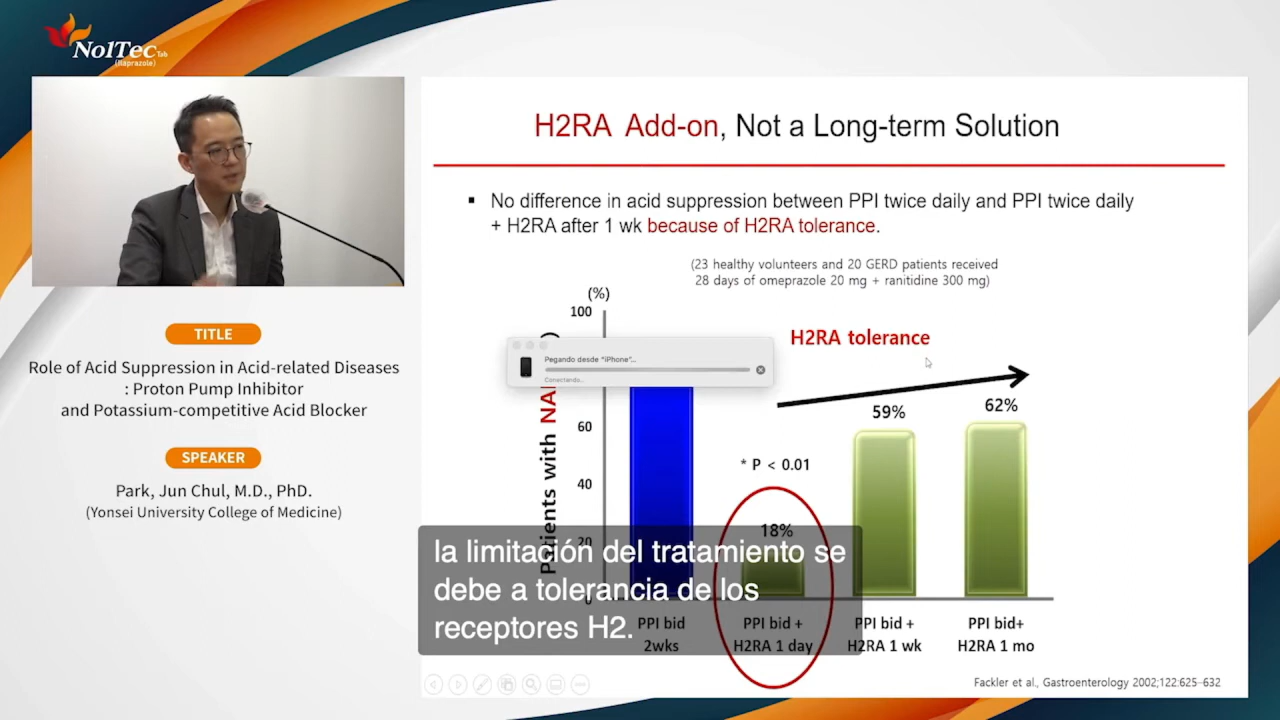 NolTec Tab
(Ilaprazole)
TITLE
Role of Acid Suppression in Acid-related Diseases
: Proton Pump Inhibitor
and Potassium-competitive Acid Blocker
SPEAKER
Park, Jun Chul, M.D., PhD.
(Yonsei University College of Medicine)
H2RA Add-on, Not a Long-term Solution
▪ No difference in acid suppression between PPI twice daily and PPI twice daily
+ H2RA after 1 wk because of H2RA tolerance.
(23 healthy volunteers and 20 GERD patients received
28 days of omeprazole 20 mg + ranitidine 300 mg)
(%)
100
60
40
20
0
Patients with
Pegando desde "iPhone"...
Conectando...
H2RA tolerance
59%
62%
* P < 0.01
18%
la limitación del tratamiento se
debe a tolerancia de los
receptores H2.
PPI bid
2wks
PPI bid +
H2RA 1 day
PPI bid +
H2RA 1 wk
PPI bid+
H2RA 1 mo
Fackler et al., Gastroenterology 2002;122:625–632